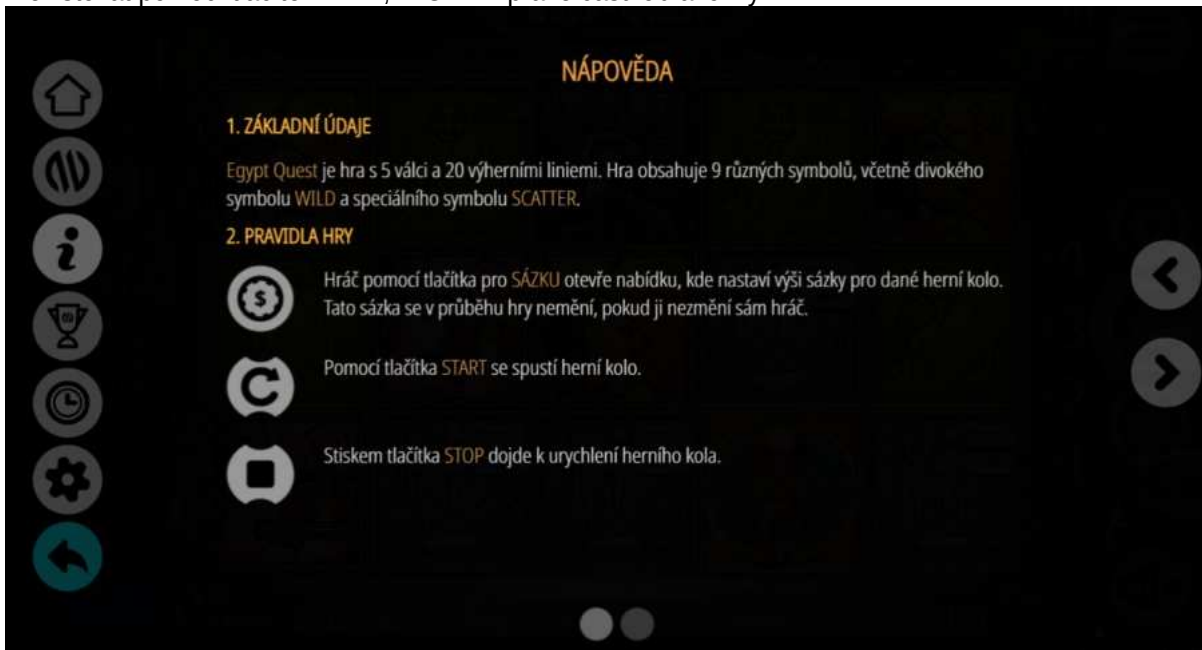 NÁPOVĚDA
1. ZÁKLADNÍ ÚDAJE
Egypt Quest je hra s 5 válci a 20 výherními liniemi. Hra obsahuje 9 různých symbolů, včetně divokého
symbolu WILD a speciálního symbolu SCATTER.
2. PRAVIDLA HRY
Hráč pomocí tlačítka pro SÁZKU otevře nabídku, kde nastaví výši sázky pro dané herní kolo.
Tato sázka se v průběhu hry nemění, pokud ji nezmění sám hráč.
Pomocí tlačítka START se spustí herní kolo.
Stiskem tlačítka STOP dojde k urychlení herního kola.